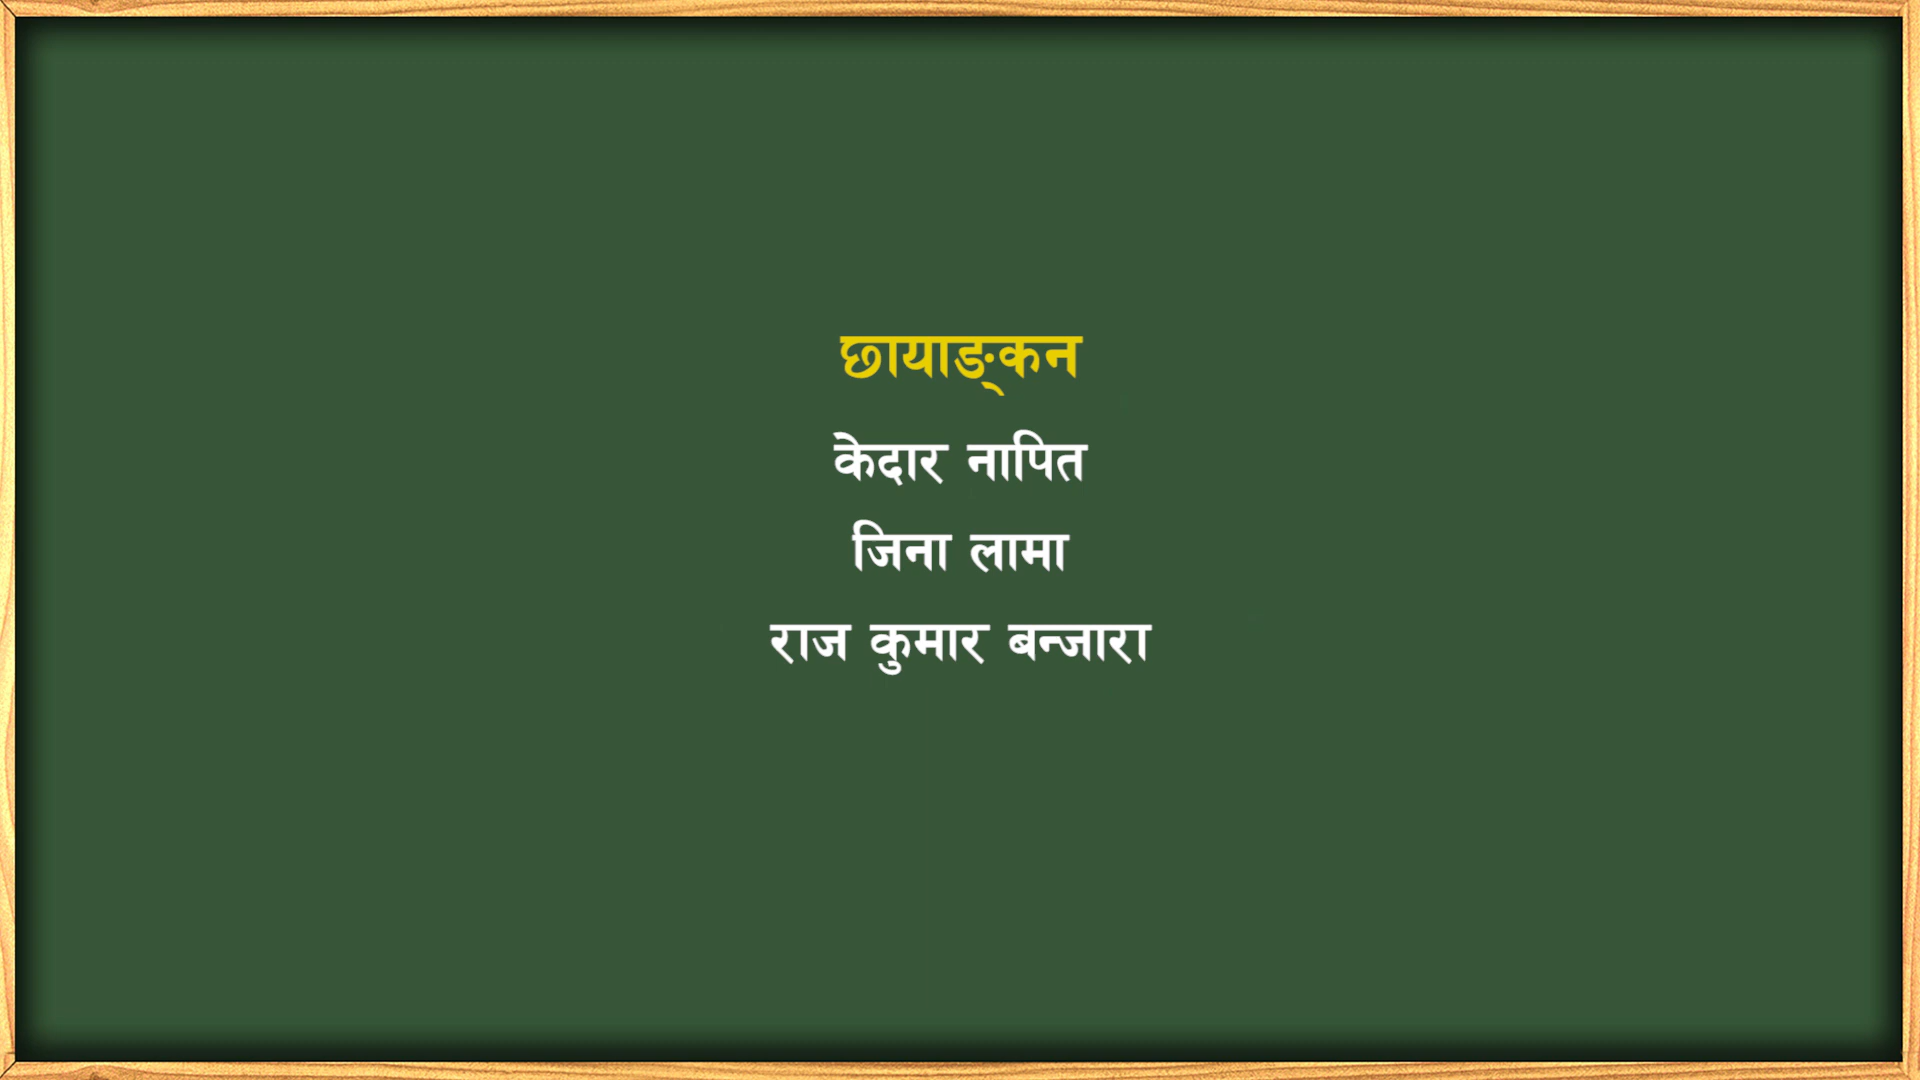 छायाङ्कन
केदार नापित
जिना लामा
राज कुमार बन्जारा